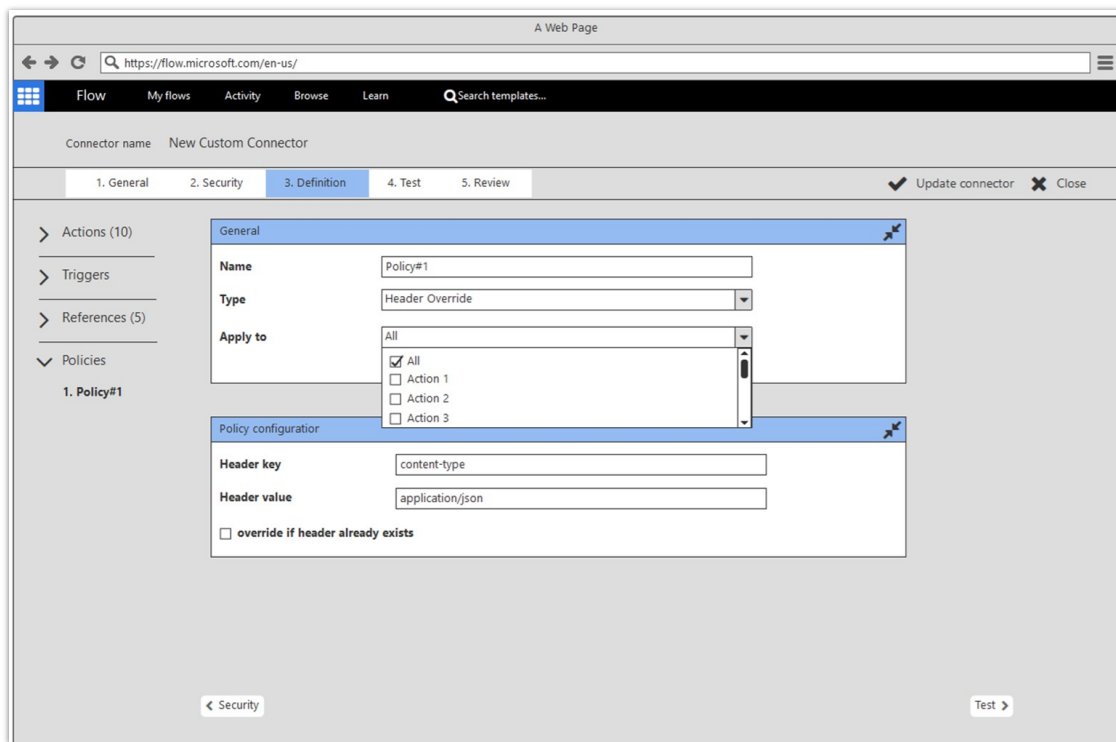 A Web Page
https://flow.microsoft.com/en-us/
Flow My flows Activity Browse Learn Search templates...
Connector name New Custom Connector
1. General 2. Security 3. Definition 4. Test 5. Review Update connector Close
Actions (10)
Triggers
References (5)
Policies
1. Policy#1
General
Name Policy#1
Type Header Override
Apply to All
All
Action 1
Action 2
Action 3
Policy configuration
Header key content-type
Header value application/json
override if header already exists
Security Test